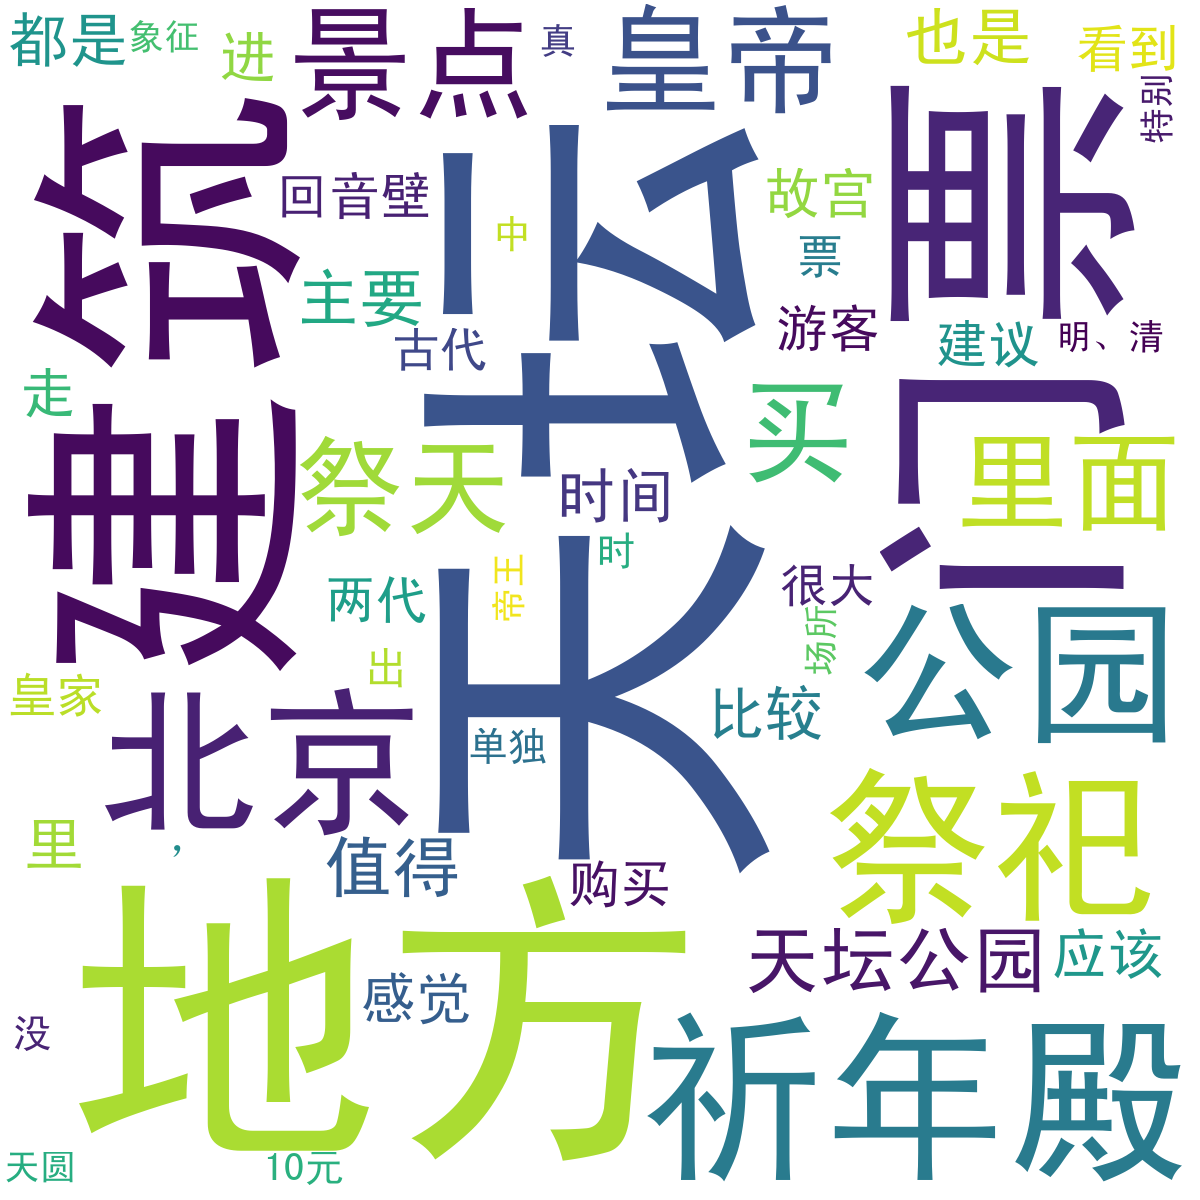 都是
象征
进
景点
真
皇帝
也是
看到
特别
建筑
回音壁
中
天坛
故宫
票
门票
主要
古代
游客
建议
明、清
走
祭天
时间
买
里面
两代
帝王
时
很大
场所
公园
皇家
出
北京
单独
比较
祭祀
里
，
值得
购买
地方
感觉
天坛公园
应该
没
祈年殿
天圆
10元